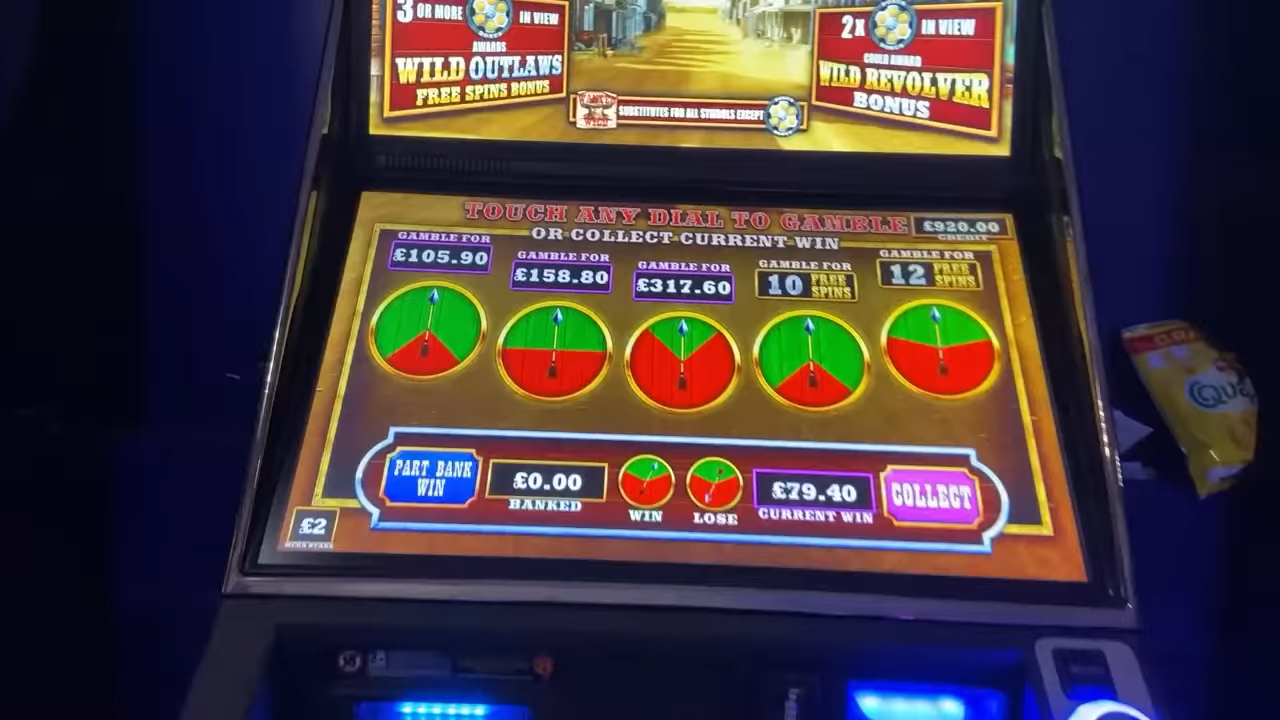 3 OR MORE IN VIEW
BONUS
AWARDS
WILD OUTLAWS
FREE SPINS BONUS
2X IN VIEW
COULD AWARD
WILD REVOLVER
BONUS
WILD
SUBSTITUTES FOR ALL SYMBOLS EXCEPT
TOUCH ANY DIAL TO GAMBLE
OR COLLECT CURRENT WIN
£920.00
CREDIT
GAMBLE FOR
£105.90
GAMBLE FOR
£158.80
GAMBLE FOR
£317.60
GAMBLE FOR
10 FREE SPINS
GAMBLE FOR
12 FREE SPINS
PART BANK
WIN
£0.00
BANKED
WIN
LOSE
£79.40
CURRENT WIN
COLLECT
£2